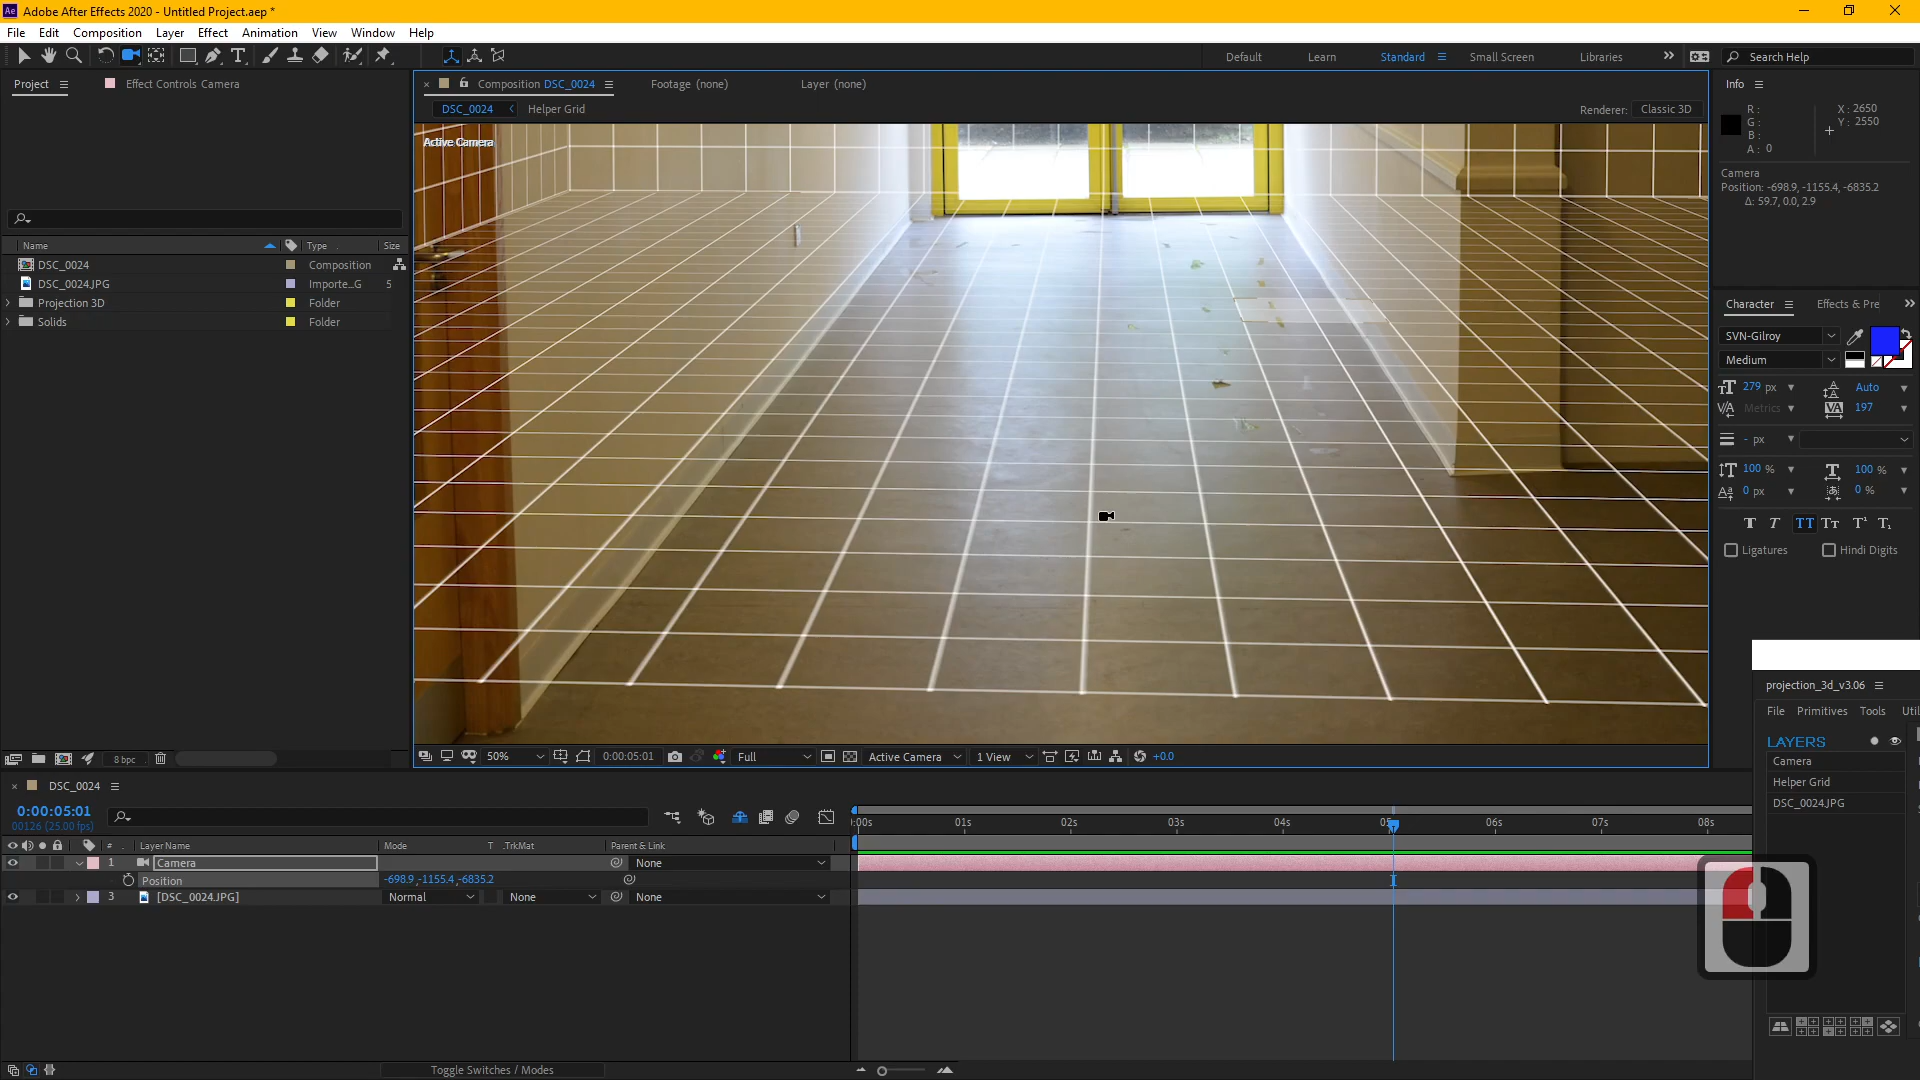 Adobe After Effects 2020 - Untitled Project.aep *
File Edit Composition Layer Effect Animation View Window Help
Default Learn Standard Small Screen Libraries Search Help
Project Effect Controls Camera
Composition DSC_0024 Footage (none) Layer (none)
DSC_0024 Helper Grid
Renderer: Classic 3D
Active Camera
Name Type Size
DSC_0024 Composition
DSC_0024.JPG Importe...G 5
Projection 3D Folder
Solids Folder
8 bpc
50% 0:00:05:01 Full Active Camera 1 View +0.0
Info
R : X : 2650
G : Y : 2550
B :
A : 0
Camera
Position: -698.9, -1155.4, -6835.2
Δ: 59.7, 0.0, 2.9
Character Effects & Pre
SVN-Gilroy
Medium
279 px Auto
Metrics 197
- px
100 % 100 %
0 px 0 %
Ligatures Hindi Digits
projection_3d_v3.06
File Primitives Tools Uti
LAYERS
Camera
Helper Grid
DSC_0024.JPG
DSC_0024
0:00:05:01
00126 (25.00 fps)
:00s 01s 02s 03s 04s 05s 06s 07s 08s
# Layer Name Mode T .TrkMat Parent & Link
1 Camera None
Position -698.9,-1155.4,-6835.2
3 [DSC_0024.JPG] Normal None None
Toggle Switches / Modes